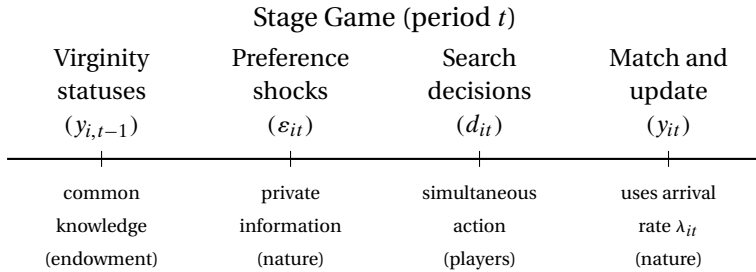 Stage Game (period t)
Virginity Preference Search Match and
statuses shocks decisions update
(y_{i,t−1}) (ε_{it}) (d_{it}) (y_{it})
common private simultaneous uses arrival
knowledge information action rate λ_{it}
(endowment) (nature) (players) (nature)